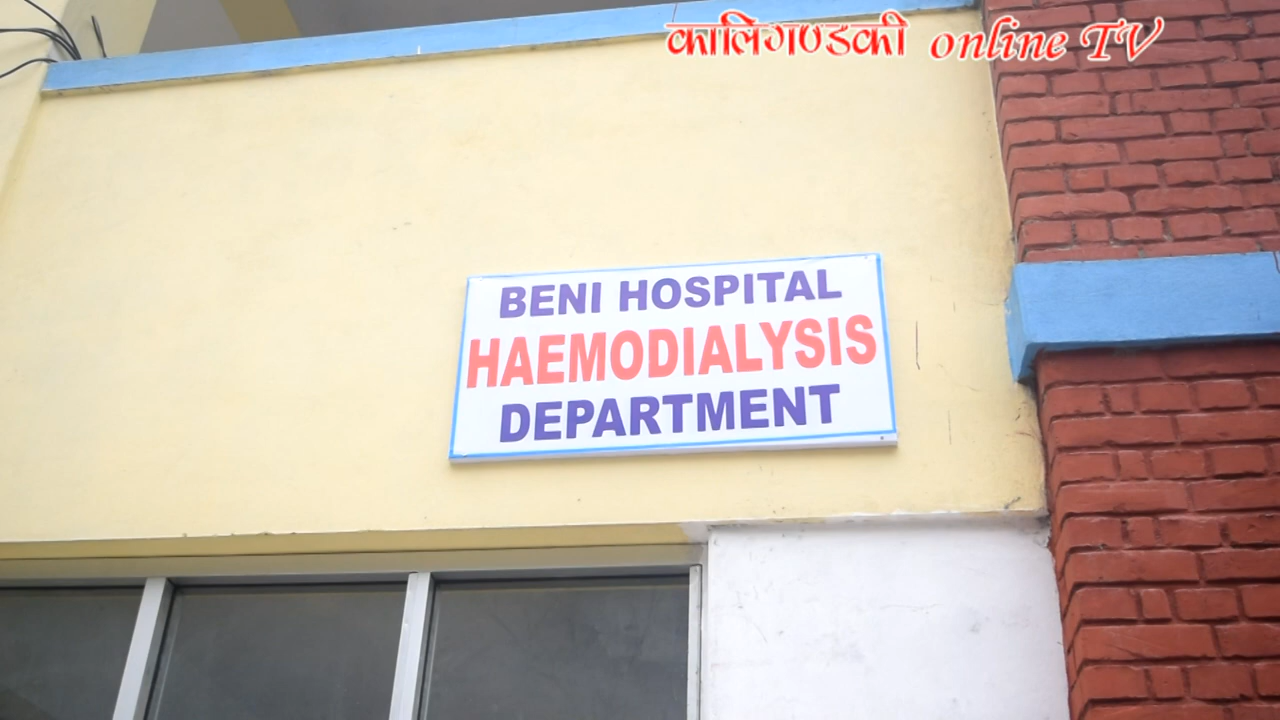 कालिगण्डकी online TV
BENI HOSPITAL
HAEMODIALYSIS
DEPARTMENT